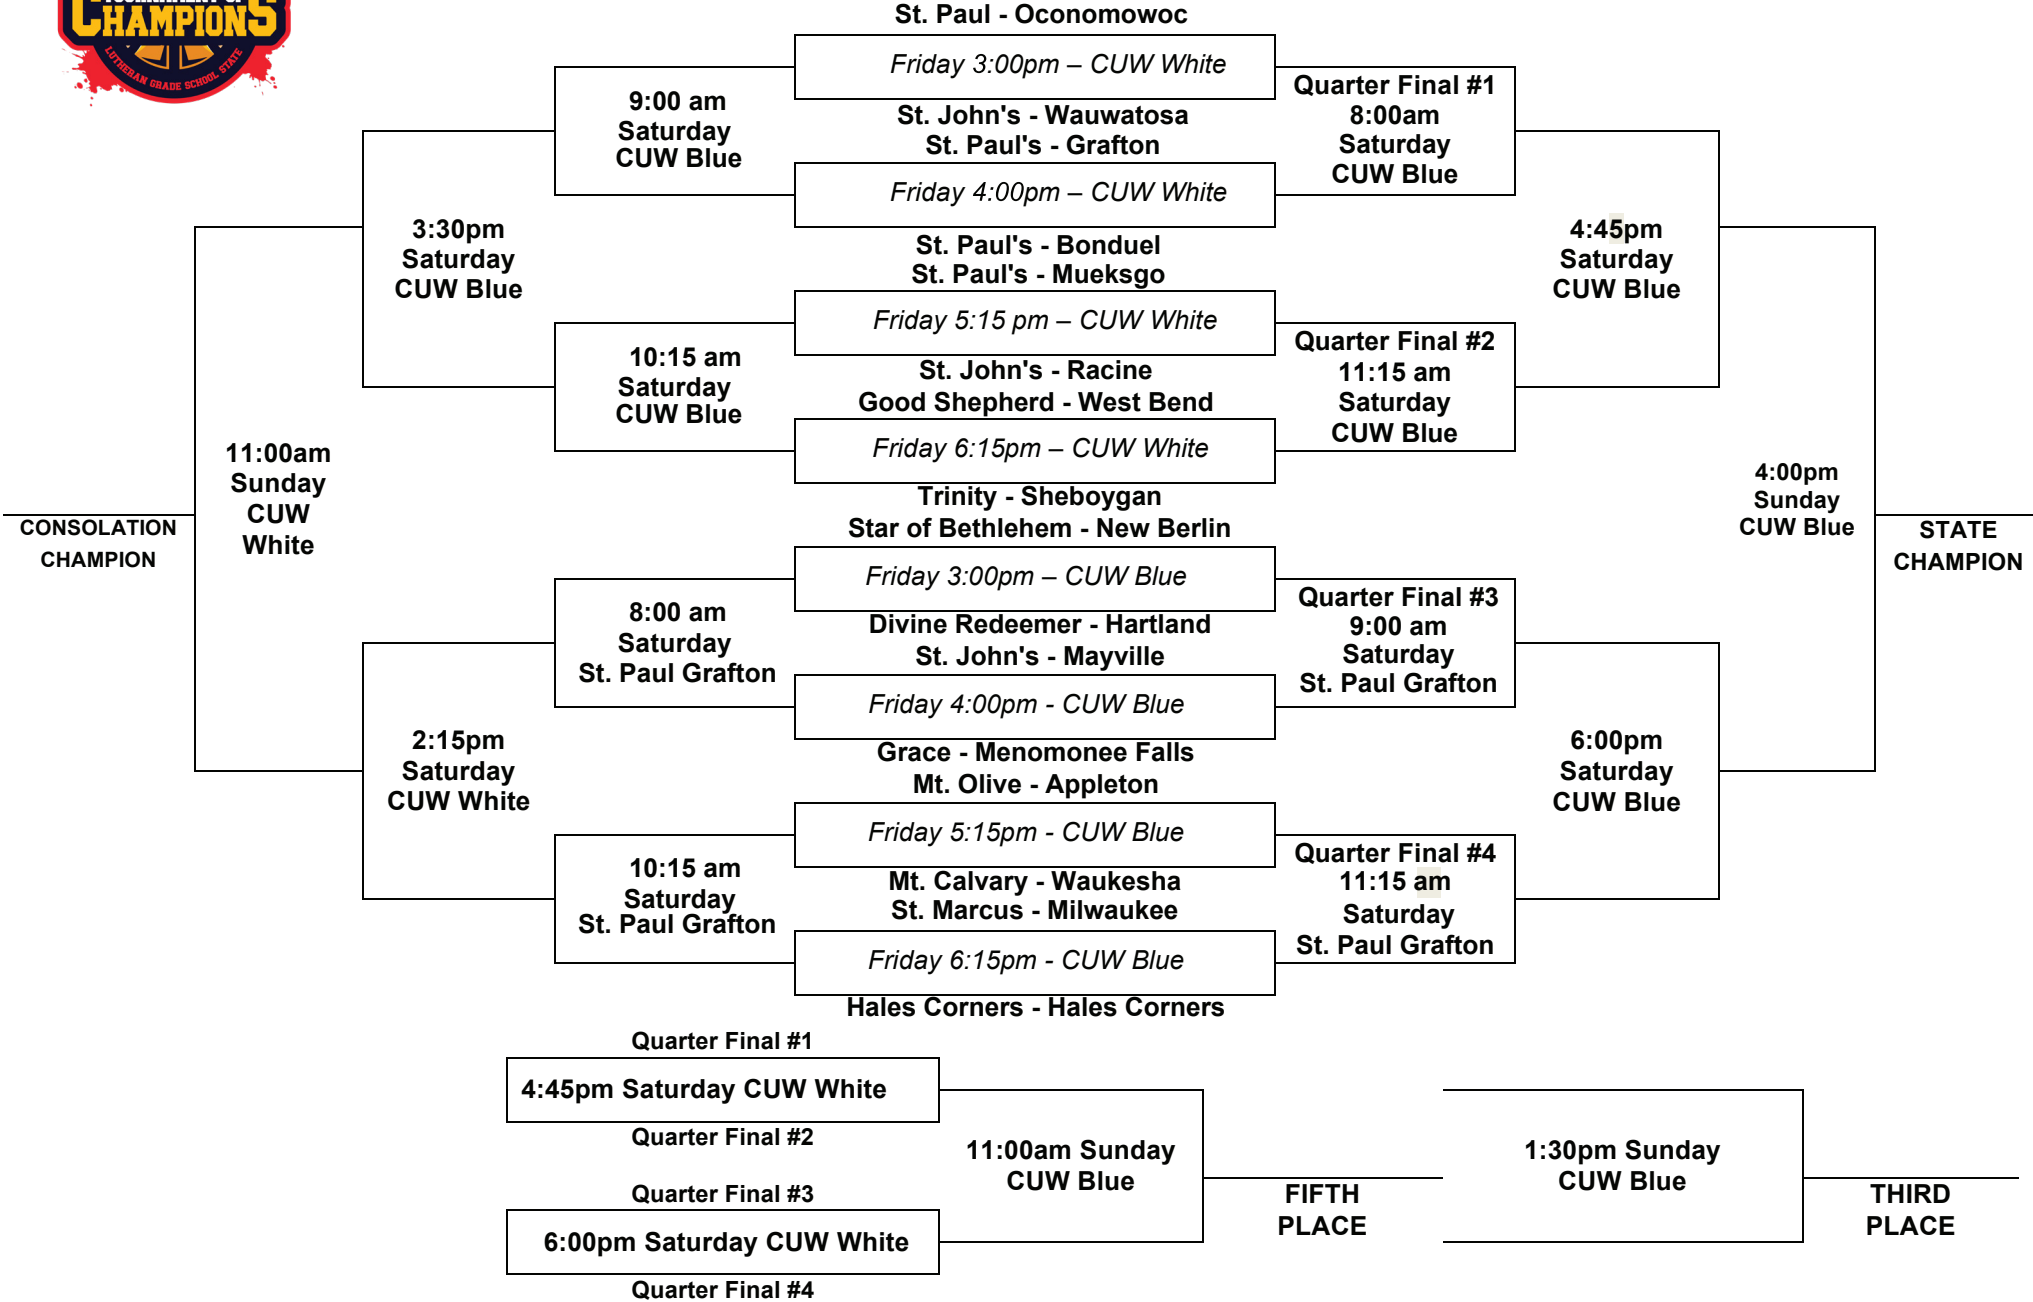 CHAMPIONS
LUTHERAN GRADE SCHOOL STATE
St. Paul - Oconomowoc
Friday 3:00pm – CUW White
St. John's - Wauwatosa
St. Paul's - Grafton
Friday 4:00pm – CUW White
St. Paul's - Bonduel
St. Paul's - Mueksgo
Friday 5:15 pm – CUW White
St. John's - Racine
Good Shepherd - West Bend
Friday 6:15pm – CUW White
Trinity - Sheboygan
Star of Bethlehem - New Berlin
Friday 3:00pm – CUW Blue
Divine Redeemer - Hartland
St. John's - Mayville
Friday 4:00pm - CUW Blue
Grace - Menomonee Falls
Mt. Olive - Appleton
Friday 5:15pm - CUW Blue
Mt. Calvary - Waukesha
St. Marcus - Milwaukee
Friday 6:15pm - CUW Blue
Hales Corners - Hales Corners
9:00 am
Saturday
CUW Blue
10:15 am
Saturday
CUW Blue
8:00 am
Saturday
St. Paul Grafton
10:15 am
Saturday
St. Paul Grafton
3:30pm
Saturday
CUW Blue
2:15pm
Saturday
CUW White
11:00am
Sunday
CUW
White
CONSOLATION
CHAMPION
Quarter Final #1
8:00am
Saturday
CUW Blue
Quarter Final #2
11:15 am
Saturday
CUW Blue
Quarter Final #3
9:00 am
Saturday
St. Paul Grafton
Quarter Final #4
11:15 am
Saturday
St. Paul Grafton
4:45pm
Saturday
CUW Blue
6:00pm
Saturday
CUW Blue
4:00pm
Sunday
CUW Blue
STATE
CHAMPION
Quarter Final #1
4:45pm Saturday CUW White
Quarter Final #2
Quarter Final #3
6:00pm Saturday CUW White
Quarter Final #4
11:00am Sunday
CUW Blue
FIFTH
PLACE
1:30pm Sunday
CUW Blue
THIRD
PLACE